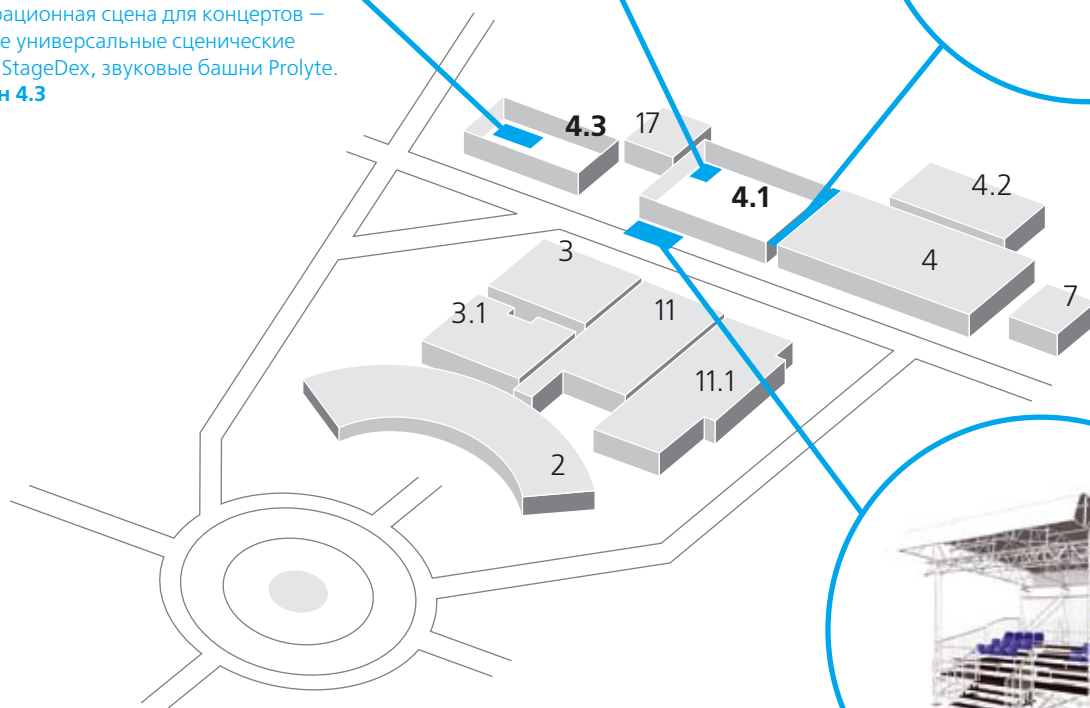 рационная сцена для концертов —
е универсальные сценические
StageDex, звуковые башни Prolyte.
н 4.3
4.3
17
4.1
4.2
4
7
3
11
3.1
11.1
2